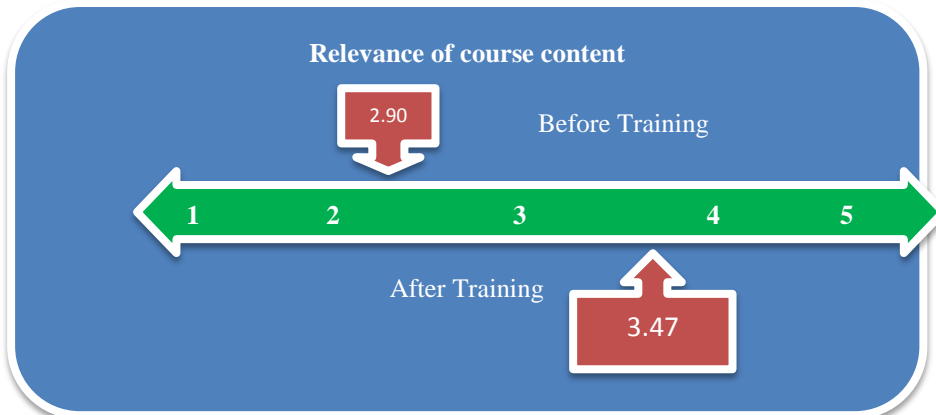 Relevance of course content
2.90
Before Training
1 2 3 4 5
After Training
3.47